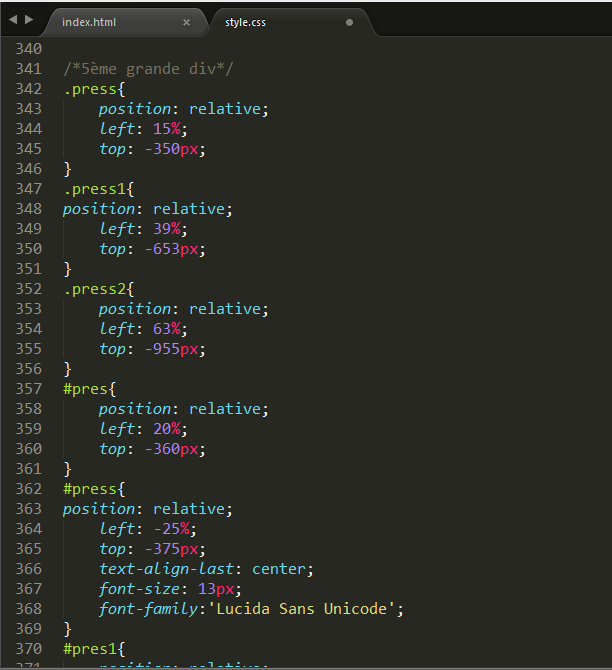 index.html × style.css
340
341 /*5ème grande div*/
342 .press{
343 position: relative;
344 left: 15%;
345 top: -350px;
346 }
347 .press1{
348 position: relative;
349 left: 39%;
350 top: -653px;
351 }
352 .press2{
353 position: relative;
354 left: 63%;
355 top: -955px;
356 }
357 #pres{
358 position: relative;
359 left: 20%;
360 top: -360px;
361 }
362 #press{
363 position: relative;
364 left: -25%;
365 top: -375px;
366 text-align-last: center;
367 font-size: 13px;
368 font-family:'Lucida Sans Unicode';
369 }
370 #pres1{
371 position: relative;